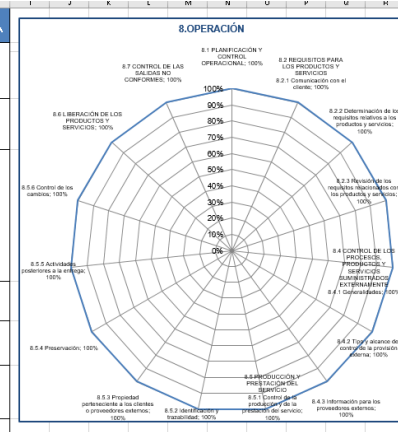 I J K L M N O P Q R
8.OPERACIÓN
8.1 PLANIFICACIÓN Y
CONTROL
OPERACIONAL; 100%
8.2 REQUISITOS PARA
LOS PRODUCTOS Y
SERVICIOS
8.2.1 Comunicación con el
cliente; 100%
8.2.2 Determinación de los
requisitos relativos a los
productos y servicios;
100%
8.2.3 Revisión de los
requisitos relacionados con
los productos y servicios;
100%
8.4 CONTROL DE LOS
PROCESOS,
PRODUCTOS Y
SERVICIOS
SUMINISTRADOS
EXTERNAMENTE
8.4.1 Generalidades; 100%
8.4.2 Tipo y alcance del
control de la provisión
externa; 100%
8.4.3 Información para los
proveedores externos;
100%
8.5 PRODUCCIÓN Y
PRESTACIÓN DEL
SERVICIO
8.5.1 Control de la
producción y de la
prestación del servicio;
100%
8.5.2 Identificación y
trazabilidad; 100%
8.5.3 Propiedad
perteneciente a los clientes
o proveedores externos;
100%
8.5.4 Preservación; 100%
8.5.5 Actividades
posteriores a la entrega;
100%
8.5.6 Control de los
cambios; 100%
8.6 LIBERACIÓN DE LOS
PRODUCTOS Y
SERVICIOS; 100%
8.7 CONTROL DE LAS
SALIDAS NO
CONFORMES; 100%
100%
90%
80%
70%
60%
50%
40%
30%
20%
10%
0%